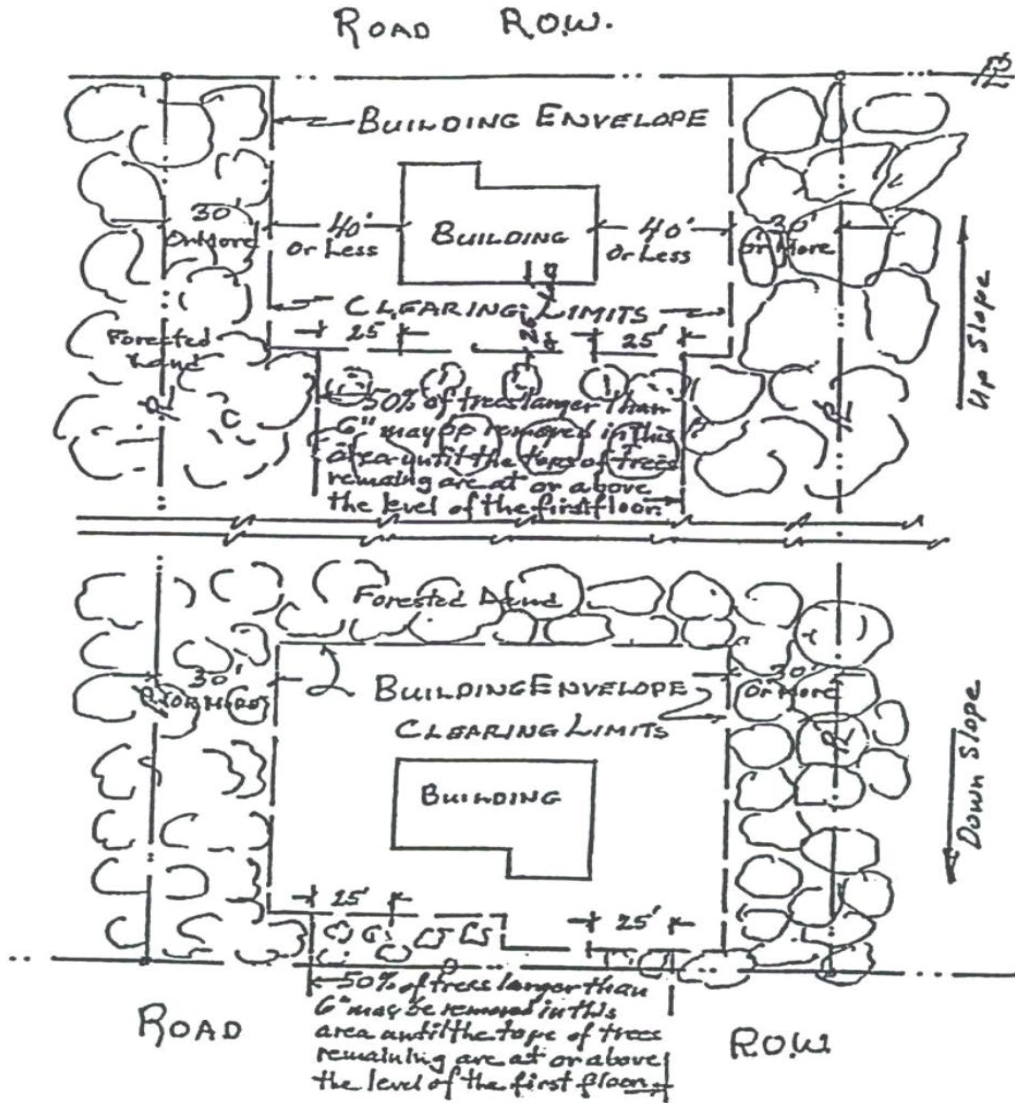 ROAD R.O.W.
BUILDING ENVELOPE
30'
Or More
40'
Or Less
BUILDING
40'
Or Less
30'
Or More
CLEARING LIMITS
25'
25'
Up Slope
Forested
Land
50% of trees larger than
6" may be removed in this
area until the tops of trees
remaining are at or above
the level of the first floor.
Forested Land
30'
Or More
BUILDING ENVELOPE
CLEARING LIMITS
30'
Or More
BUILDING
Down Slope
25'
25'
50% of trees larger than
6" may be removed in this
area until the tops of trees
remaining are at or above
the level of the first floor.
ROAD R.O.W.